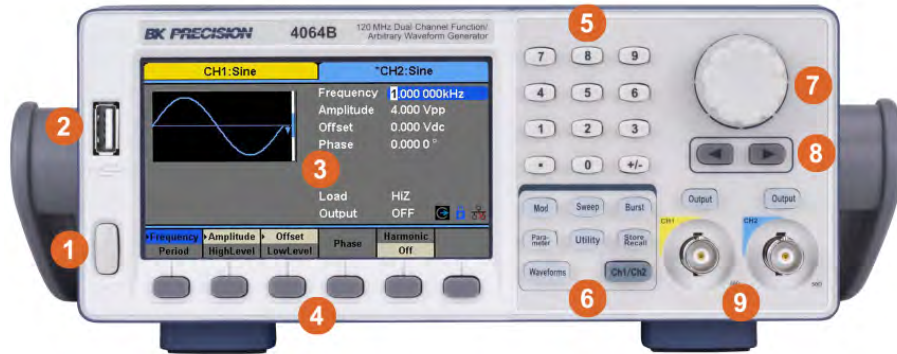 BK PRECISION 4064B 120 MHz Dual Channel Function/
Arbitrary Waveform Generator
CH1:Sine
*CH2:Sine
Frequency 1.000 000kHz
Amplitude 4.000 Vpp
Offset 0.000 Vdc
Phase 0.000 0 °
Load HiZ
Output OFF
Frequency Amplitude Offset Phase Harmonic
Period HighLevel LowLevel Off
1
2
3
4
5
7 8 9
4 5 6
1 2 3
• 0 +/-
Mod Sweep Burst
Para-
meter
Utility
Store
Recall
Waveforms Ch1/Ch2
6
7
8
Output Output
CH1 CH2
50Ω
9